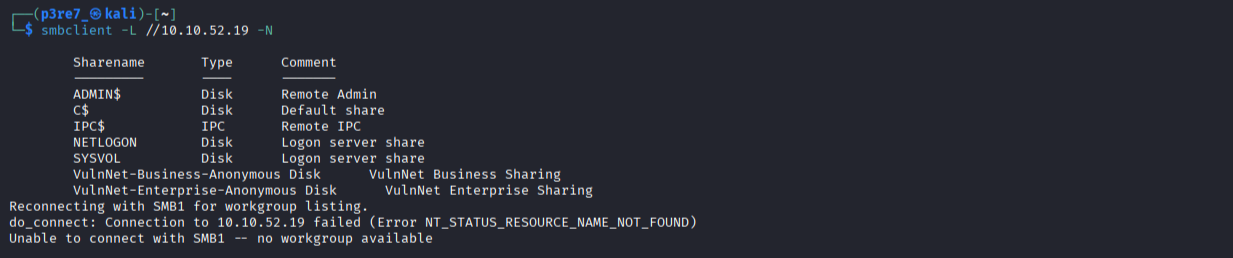 ┌──(p3re7_㉿kali)-[~]
└─$ smbclient -L //10.10.52.19 -N
Sharename Type Comment
--------- ---- -------
ADMIN$ Disk Remote Admin
C$ Disk Default share
IPC$ IPC Remote IPC
NETLOGON Disk Logon server share
SYSVOL Disk Logon server share
VulnNet-Business-Anonymous Disk VulnNet Business Sharing
VulnNet-Enterprise-Anonymous Disk VulnNet Enterprise Sharing
Reconnecting with SMB1 for workgroup listing.
do_connect: Connection to 10.10.52.19 failed (Error NT_STATUS_RESOURCE_NAME_NOT_FOUND)
Unable to connect with SMB1 -- no workgroup available